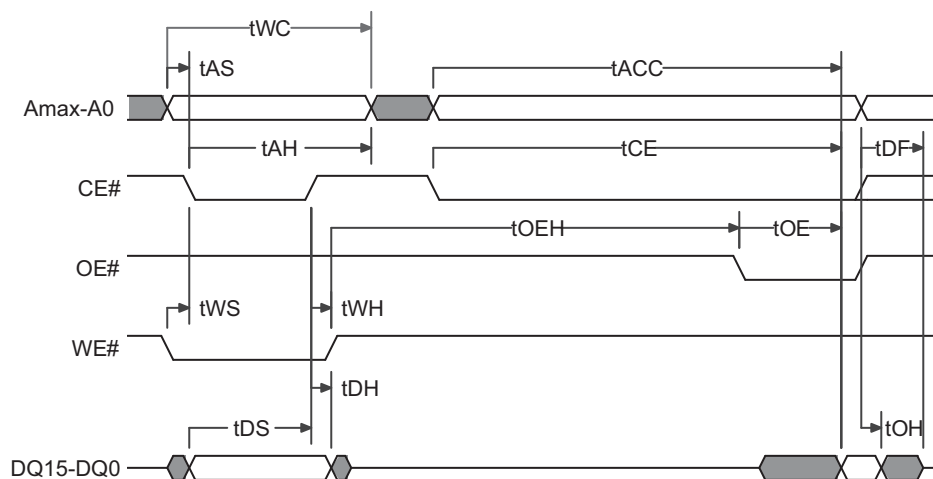 tWC
tAS
tACC
Amax-A0
tAH
tCE
tDF
CE#
tOEH
tOE
OE#
tWS
tWH
WE#
tDH
tDS
tOH
DQ15-DQ0